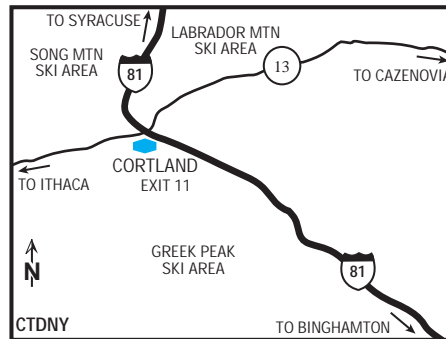 TO SYRACUSE
LABRADOR MTN
SKI AREA
SONG MTN
SKI AREA
81
13
TO CAZENOVIA
CORTLAND
EXIT 11
TO ITHACA
GREEK PEAK
SKI AREA
81
N
TO BINGHAMTON
CTDNY